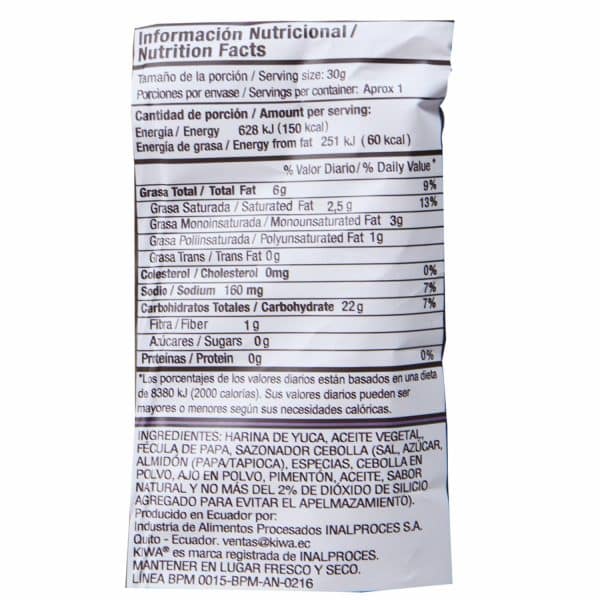 Información Nutricional /
Nutrition Facts
Tamaño de la porción / Serving size: 30g
Porciones por envase / Servings per container: Aprox 1
Cantidad de porción / Amount per serving:
Energía / Energy 628 kJ (150 kcal)
Energía de grasa / Energy from fat 251 kJ ( 60 kcal)
% Valor Diario / % Daily Value *
Grasa Total / Total Fat 6g 9%
Grasa Saturada / Saturated Fat 2,5 g 13%
Grasa Monoinsaturada / Monounsaturated Fat 3g
Grasa Poliinsaturada / Polyunsaturated Fat 1g
Grasa Trans / Trans Fat 0g
Colesterol / Cholesterol 0mg 0%
Sodio / Sodium 160 mg 7%
Carbohidratos Totales / Carbohydrate 22 g 7%
Fibra / Fiber 1 g
Azúcares / Sugars 0 g
Proteínas / Protein 0g 0%
*Los porcentajes de los valores diarios están basados en una dieta
de 8380 kJ (2000 calorías). Sus valores diarios pueden ser
mayores o menores según sus necesidades calóricas.
INGREDIENTES: HARINA DE YUCA, ACEITE VEGETAL,
FÉCULA DE PAPA, SAZONADOR CEBOLLA (SAL, AZÚCAR,
ALMIDÓN (PAPA/TAPIOCA), ESPECIAS, CEBOLLA EN
POLVO, AJO EN POLVO, PIMENTÓN, ACEITE, SABOR
NATURAL Y NO MÁS DEL 2% DE DIÓXIDO DE SILICIO
AGREGADO PARA EVITAR EL APELMAZAMIENTO).
Producido en Ecuador por:
Industria de Alimentos Procesados INALPROCES S.A.
Quito - Ecuador. ventas@kiwa.ec
KIWA® es marca registrada de INALPROCES.
MANTENER EN LUGAR FRESCO Y SECO.
LÍNEA BPM 0015-BPM-AN-0216